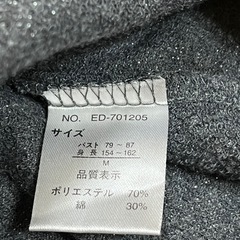 NO. ED-701205
サイズ
バスト 79 ~ 87
身長 154 ~ 162
M
品質表示
ポリエステル 70%
綿 30%